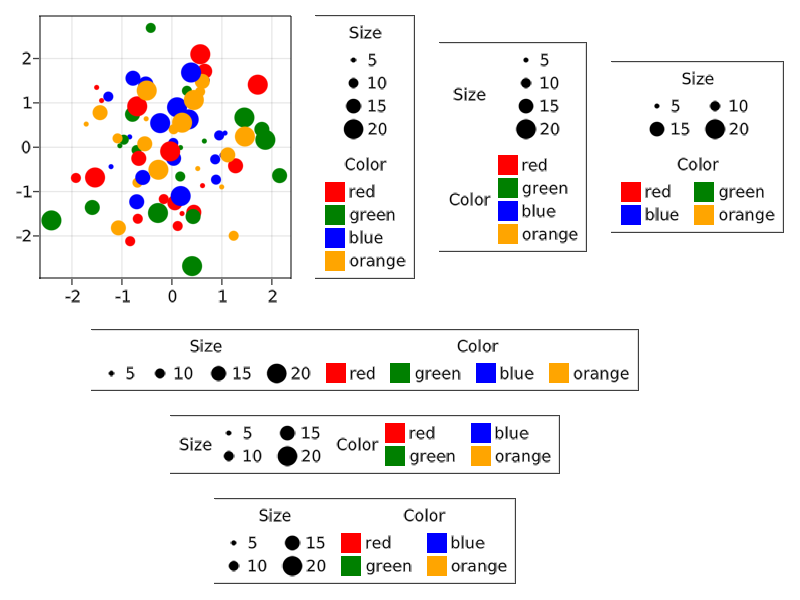 2
1
0
-1
-2
-2 -1 0 1 2
Size
5
10
15
20
Color
red
green
blue
orange
Size
5
10
15
20
Color
red
green
blue
orange
Size
5 10
15 20
Color
red green
blue orange
Size Color
5 10 15 20 red green blue orange
Size 5 15 Color red blue
10 20 green orange
Size Color
5 15 red blue
10 20 green orange